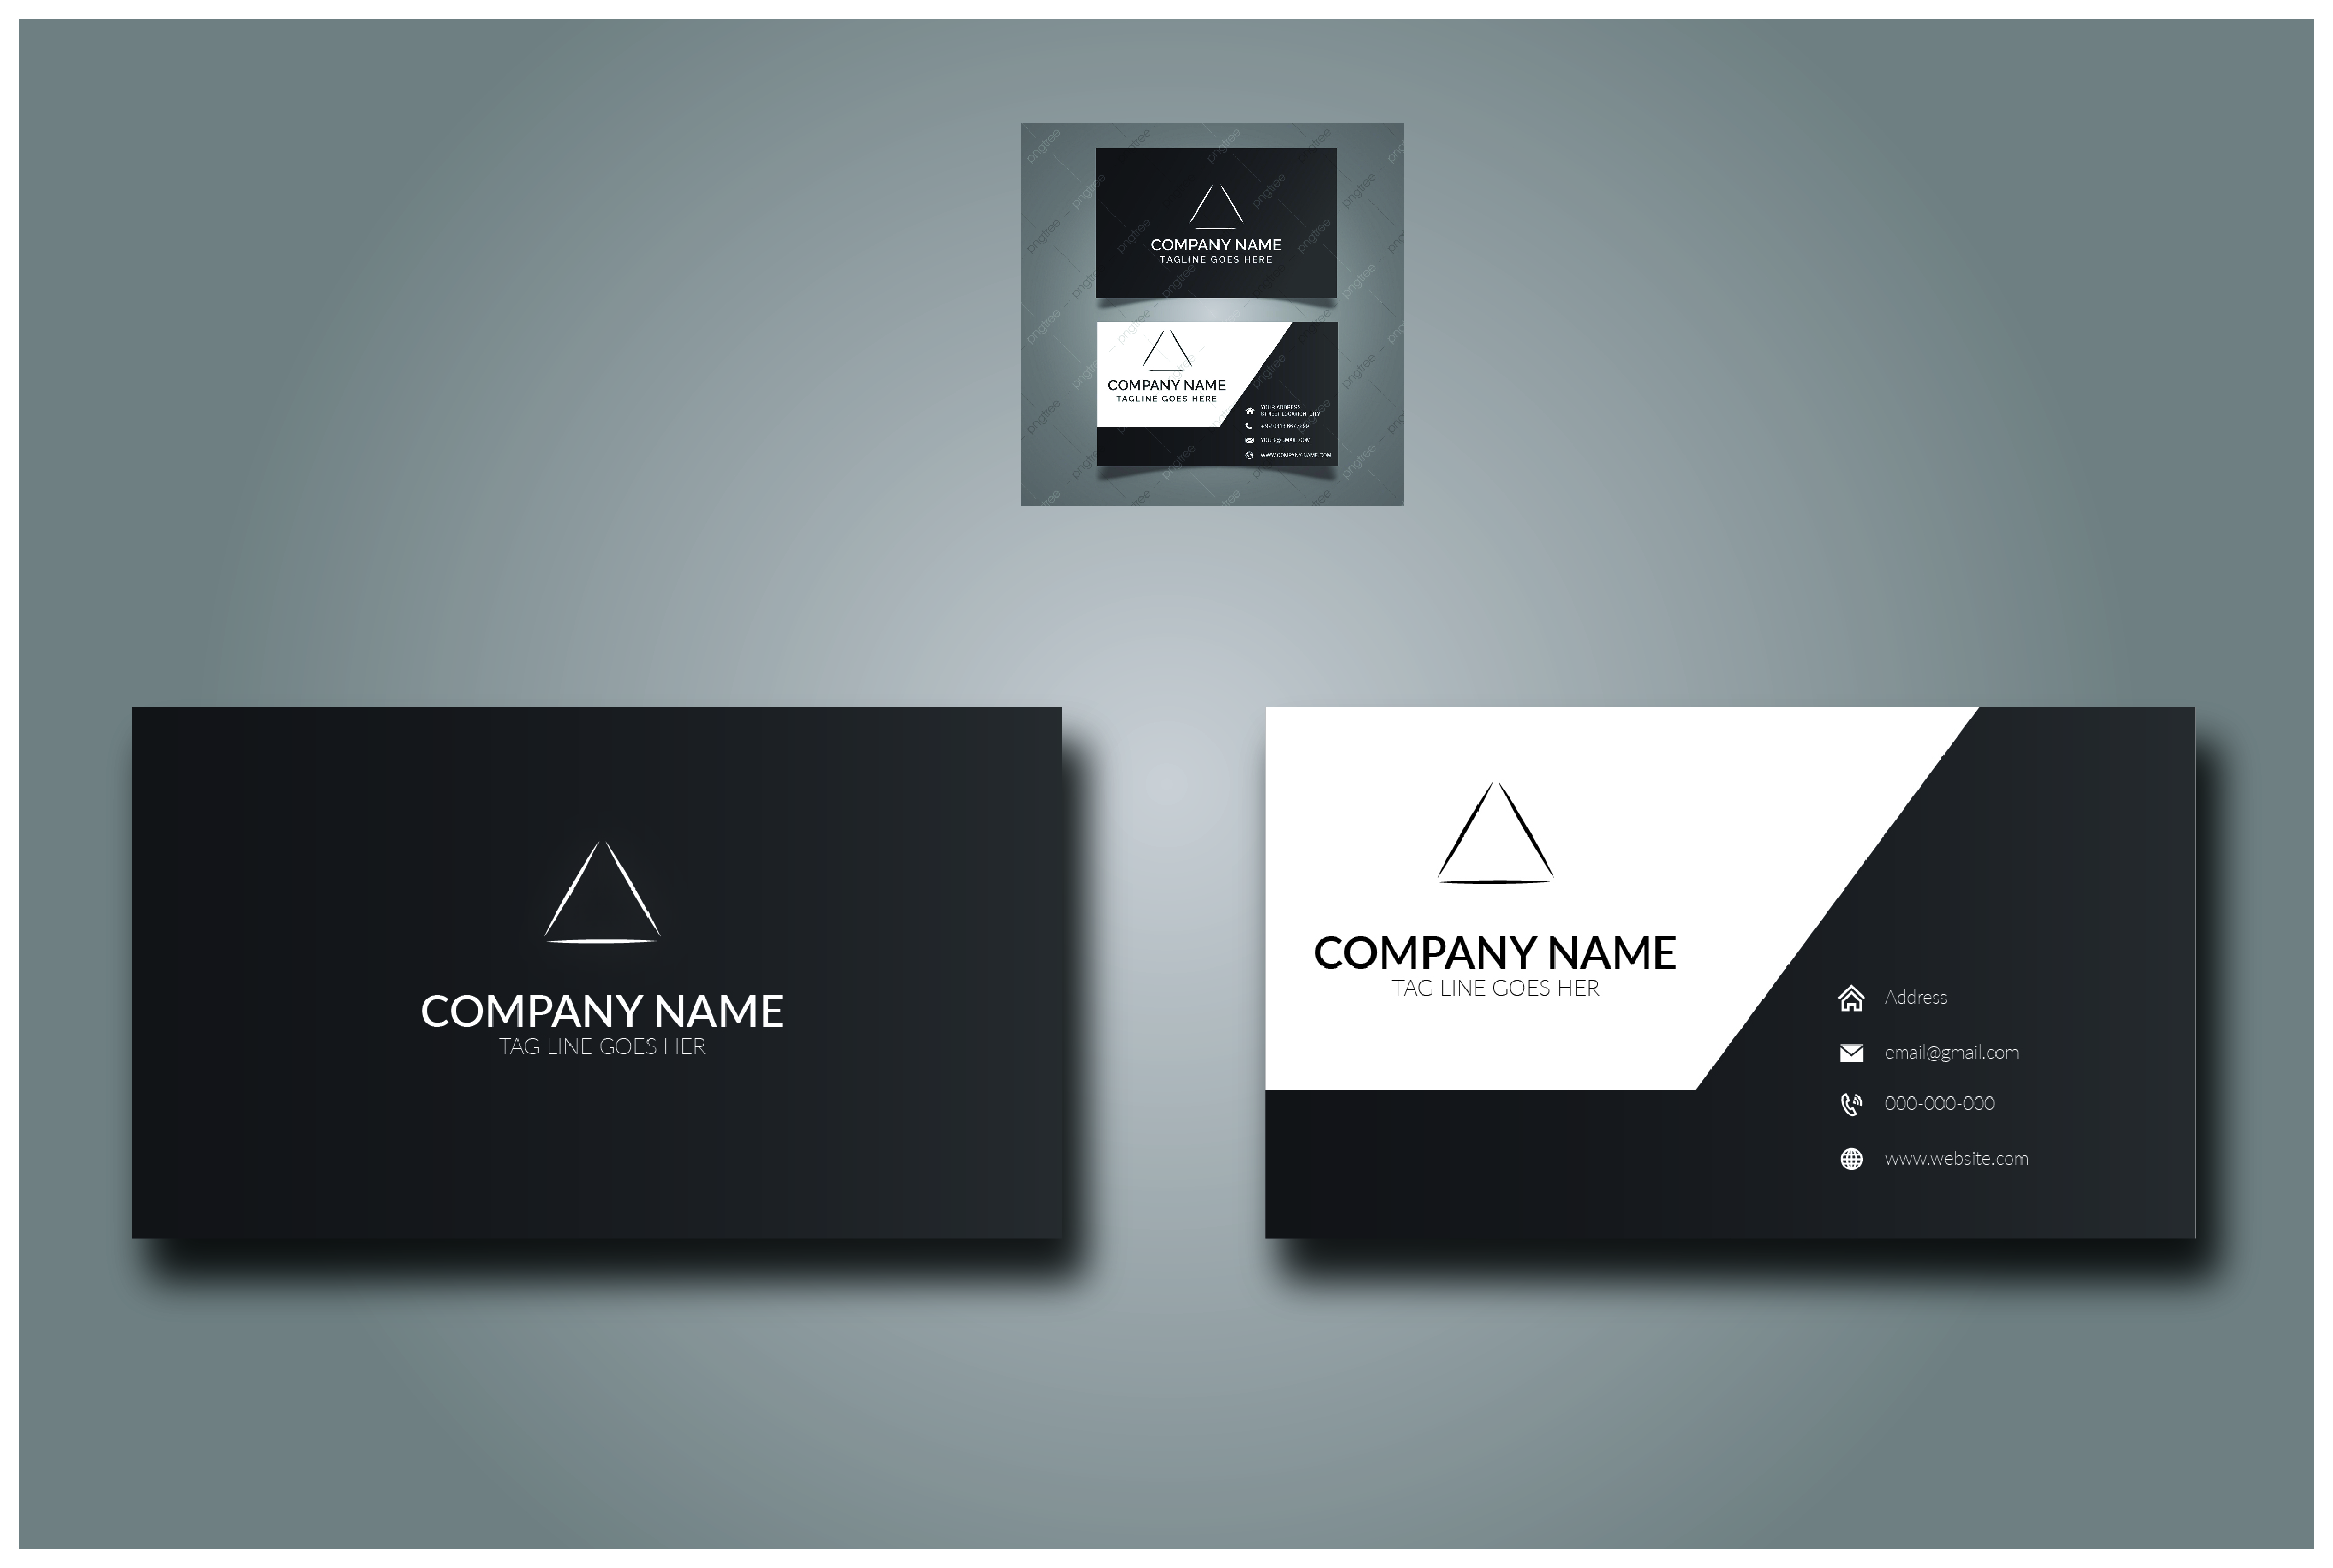 COMPANY NAME
TAGLINE GOES HERE
COMPANY NAME
TAGLINE GOES HERE
YOUR ADDRESS
STREET LOCATION, CITY
+92 0313 8677799
YOUR@GMAIL.COM
WWW.COMPANY-NAME.COM
pngtree
COMPANY NAME
TAG LINE GOES HER
COMPANY NAME
TAG LINE GOES HER
Address
email@gmail.com
000-000-000
www.website.com